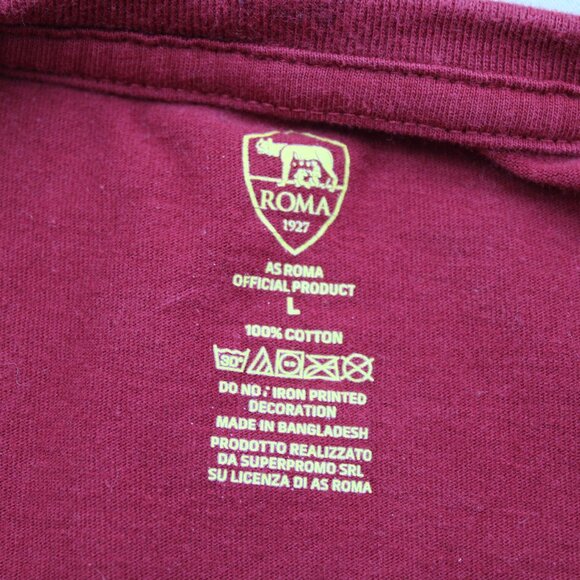 ROMA
1927
AS ROMA
OFFICIAL PRODUCT
L
100% COTTON
90°
DO NOT IRON PRINTED
DECORATION
MADE IN BANGLADESH
PRODOTTO REALIZZATO
DA SUPERPROMO SRL
SU LICENZA DI AS ROMA